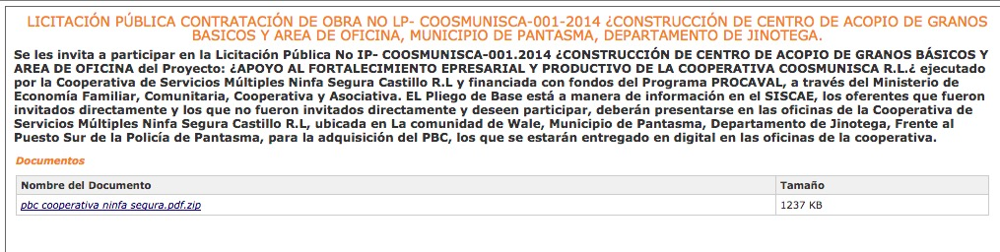 LICITACIÓN PÚBLICA CONTRATACIÓN DE OBRA NO LP- COOSMUNISCA-001-2014 ¿CONSTRUCCIÓN DE CENTRO DE ACOPIO DE GRANOS
BASICOS Y AREA DE OFICINA, MUNICIPIO DE PANTASMA, DEPARTAMENTO DE JINOTEGA.
Se les invita a participar en la Licitación Pública No IP- COOSMUNISCA-001.2014 ¿CONSTRUCCIÓN DE CENTRO DE ACOPIO DE GRANOS BÁSICOS Y
AREA DE OFICINA del Proyecto: ¿APOYO AL FORTALECIMIENTO EPRESARIAL Y PRODUCTIVO DE LA COOPERATIVA COOSMUNISCA R.L.¿ ejecutado
por la Cooperativa de Servicios Múltiples Ninfa Segura Castillo R.L y financiada con fondos del Programa PROCAVAL, a través del Ministerio de
Economía Familiar, Comunitaria, Cooperativa y Asociativa. EL Pliego de Base está a manera de información en el SISCAE, los oferentes que fueron
invitados directamente y los que no fueron invitados directamente y deseen participar, deberán presentarse en las oficinas de la Cooperativa de
Servicios Múltiples Ninfa Segura Castillo R.L, ubicada en La comunidad de Wale, Municipio de Pantasma, Departamento de Jinotega, Frente al
Puesto Sur de la Policía de Pantasma, para la adquisición del PBC, los que se estarán entregado en digital en las oficinas de la cooperativa.
Documentos
Nombre del Documento Tamaño
pbc cooperativa ninfa segura.pdf.zip 1237 KB